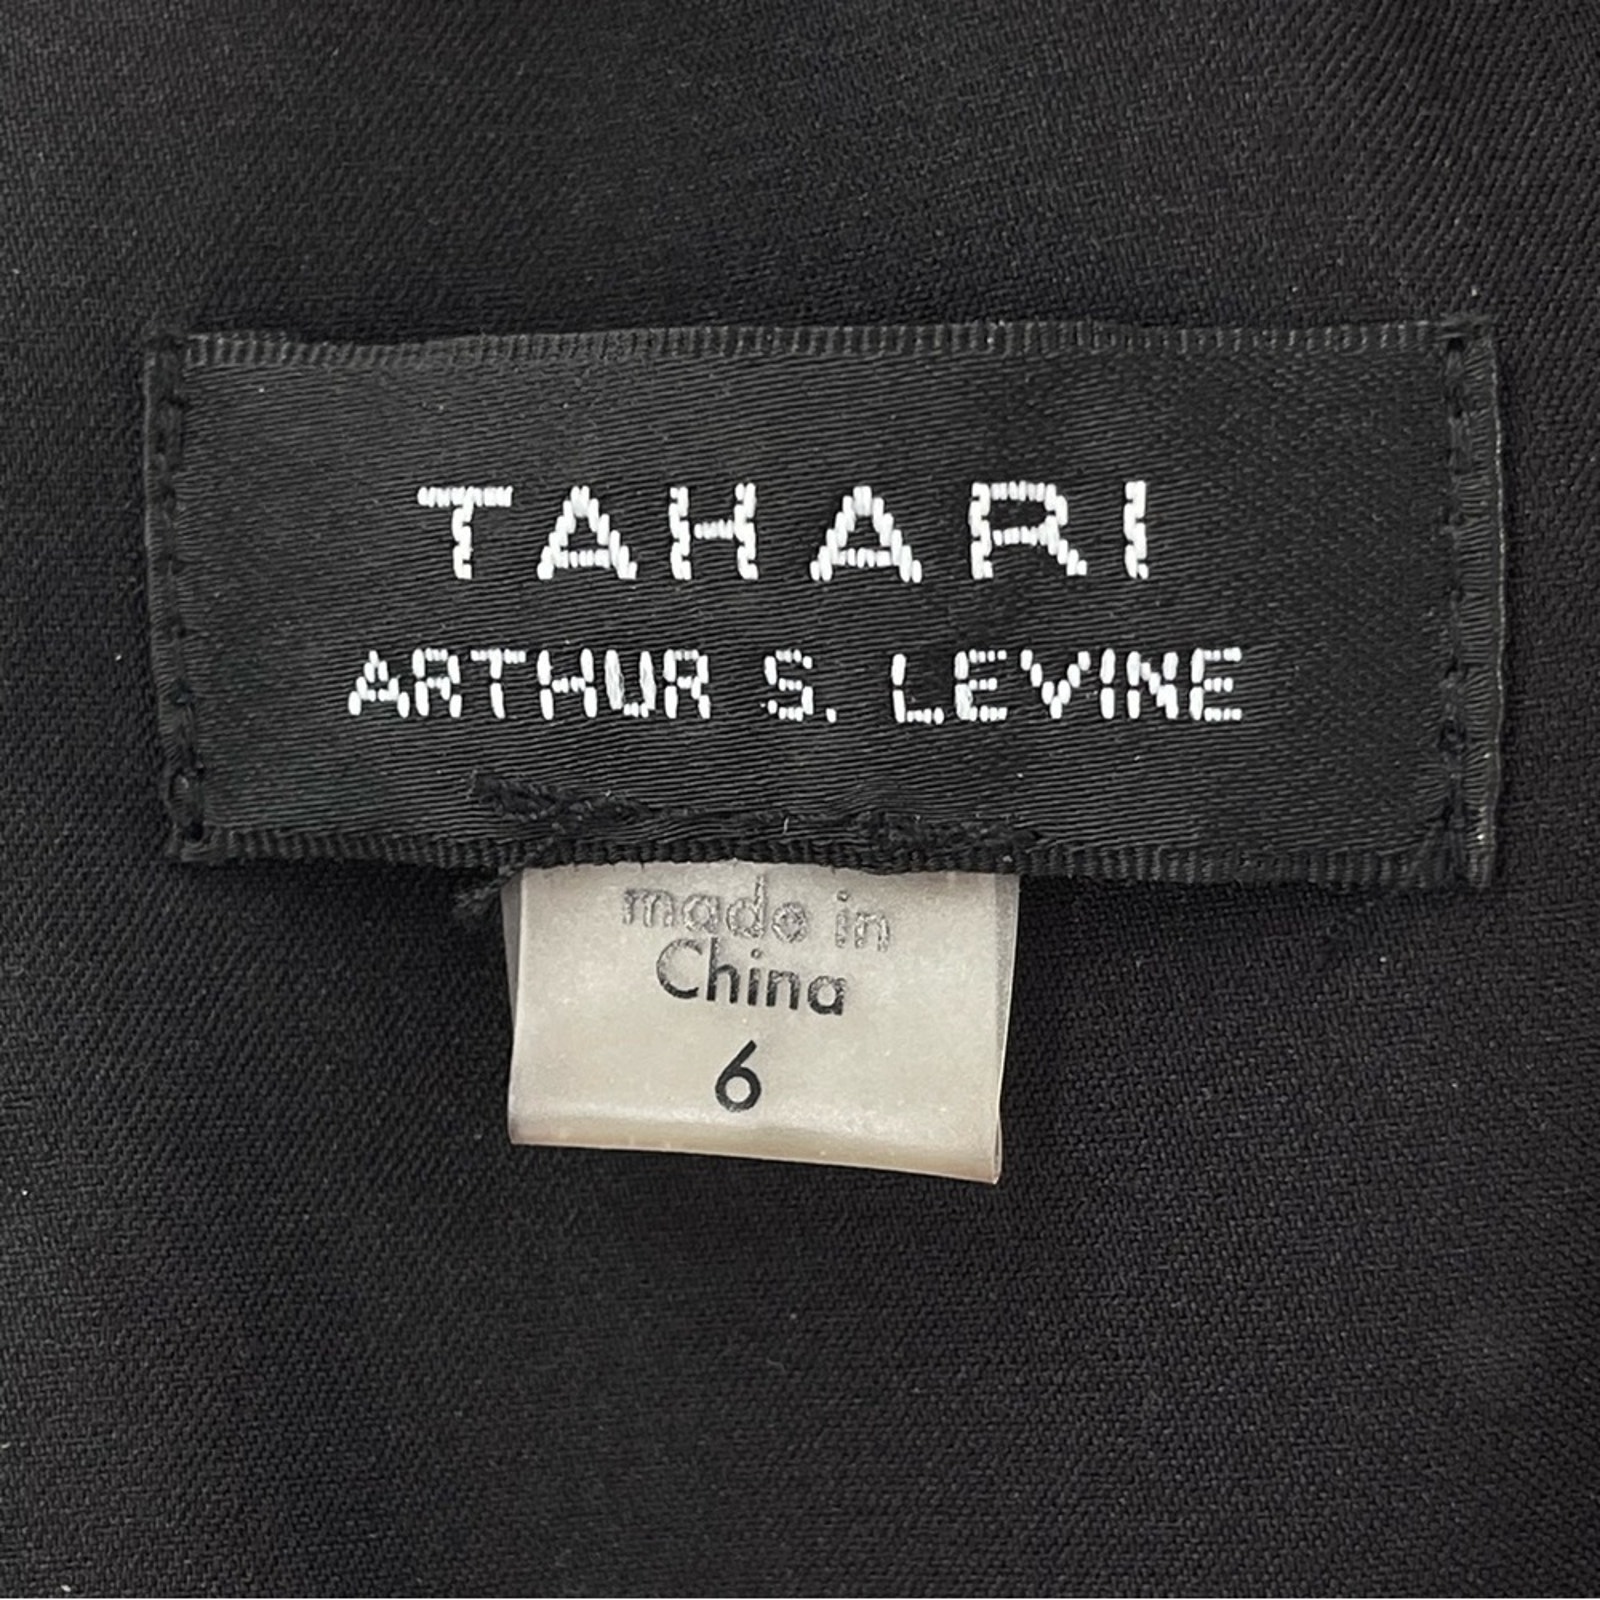 TAHARI
ARTHUR S. LEVINE
made in
China
6